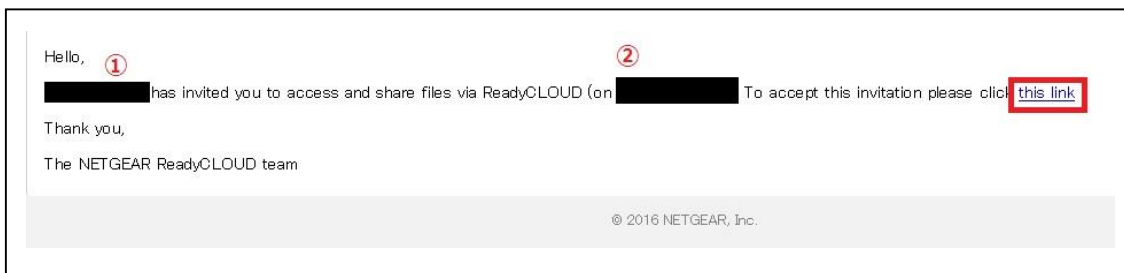 Hello,
①
②
has invited you to access and share files via ReadyCLOUD (on To accept this invitation please click this link
Thank you,
The NETGEAR ReadyCLOUD team
© 2016 NETGEAR, Inc.